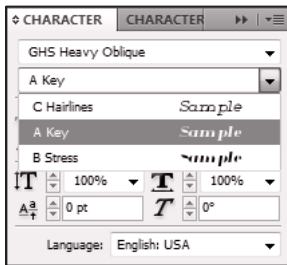 CHARACTER CHARACTER
GHS Heavy Oblique
A Key
C Hairlines Sample
A Key Sample
B Stress Sample
T 100% T 100%
Aa 0 pt T 0°
Language: English: USA